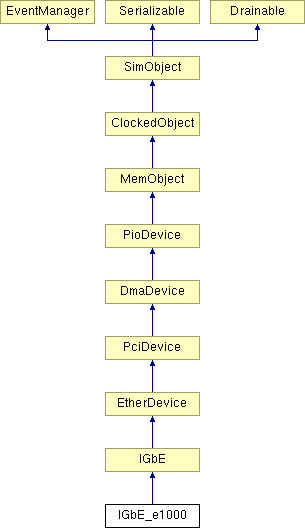 EventManager
Serializable
Drainable
SimObject
ClockedObject
MemObject
PioDevice
DmaDevice
PciDevice
EtherDevice
IGbE
IGbE_e1000